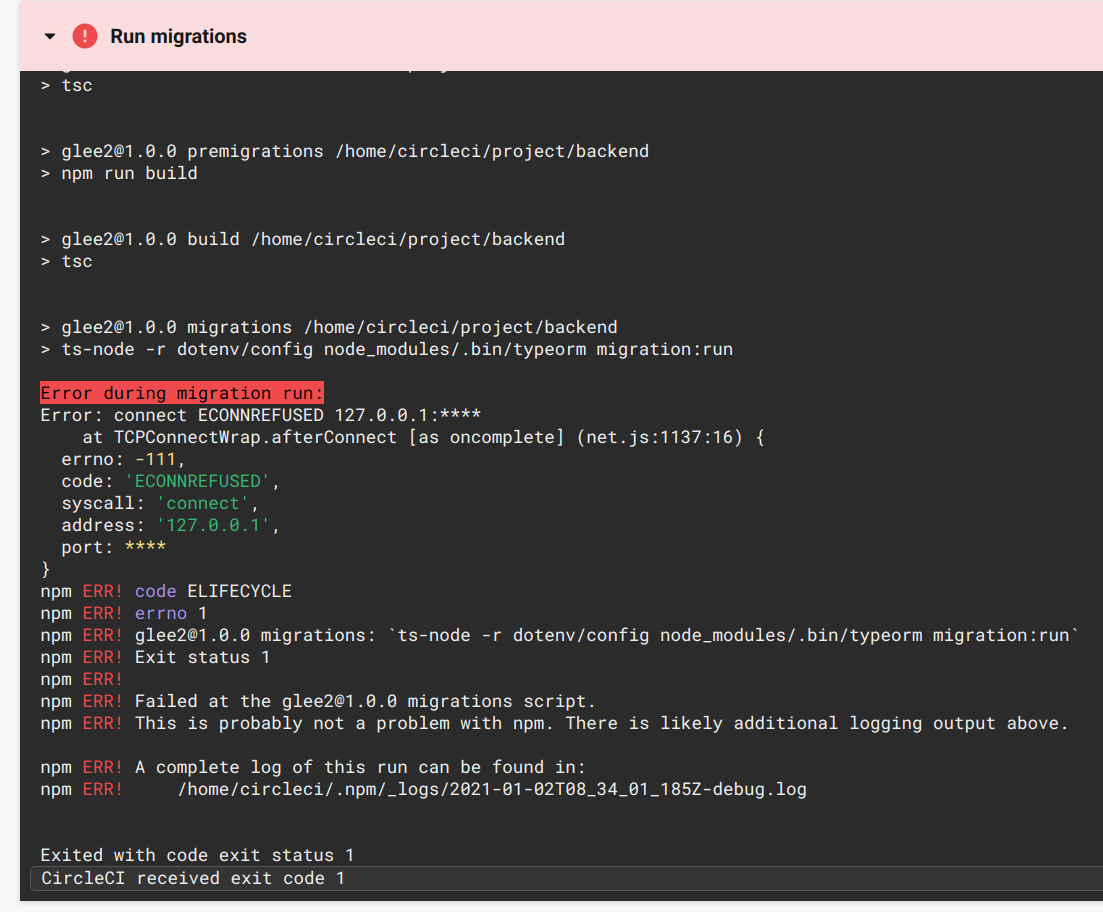 Run migrations
> tsc
> glee2@1.0.0 premigrations /home/circleci/project/backend
> npm run build
> glee2@1.0.0 build /home/circleci/project/backend
> tsc
> glee2@1.0.0 migrations /home/circleci/project/backend
> ts-node -r dotenv/config node_modules/.bin/typeorm migration:run
Error during migration run:
Error: connect ECONNREFUSED 127.0.0.1:****
    at TCPConnectWrap.afterConnect [as oncomplete] (net.js:1137:16) {
  errno: -111,
  code: 'ECONNREFUSED',
  syscall: 'connect',
  address: '127.0.0.1',
  port: ****
}
npm ERR! code ELIFECYCLE
npm ERR! errno 1
npm ERR! glee2@1.0.0 migrations: `ts-node -r dotenv/config node_modules/.bin/typeorm migration:run`
npm ERR! Exit status 1
npm ERR!
npm ERR! Failed at the glee2@1.0.0 migrations script.
npm ERR! This is probably not a problem with npm. There is likely additional logging output above.
npm ERR! A complete log of this run can be found in:
npm ERR!     /home/circleci/.npm/_logs/2021-01-02T08_34_01_185Z-debug.log
Exited with code exit status 1
CircleCI received exit code 1